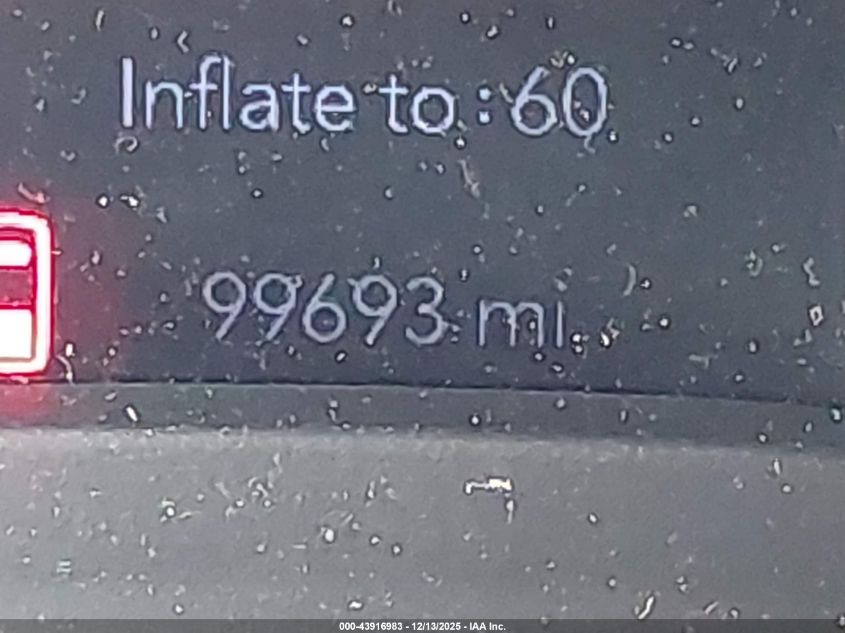 Inflate to : 60
99693 mi
000-43916983 - 12/13/2025 - IAA Inc.